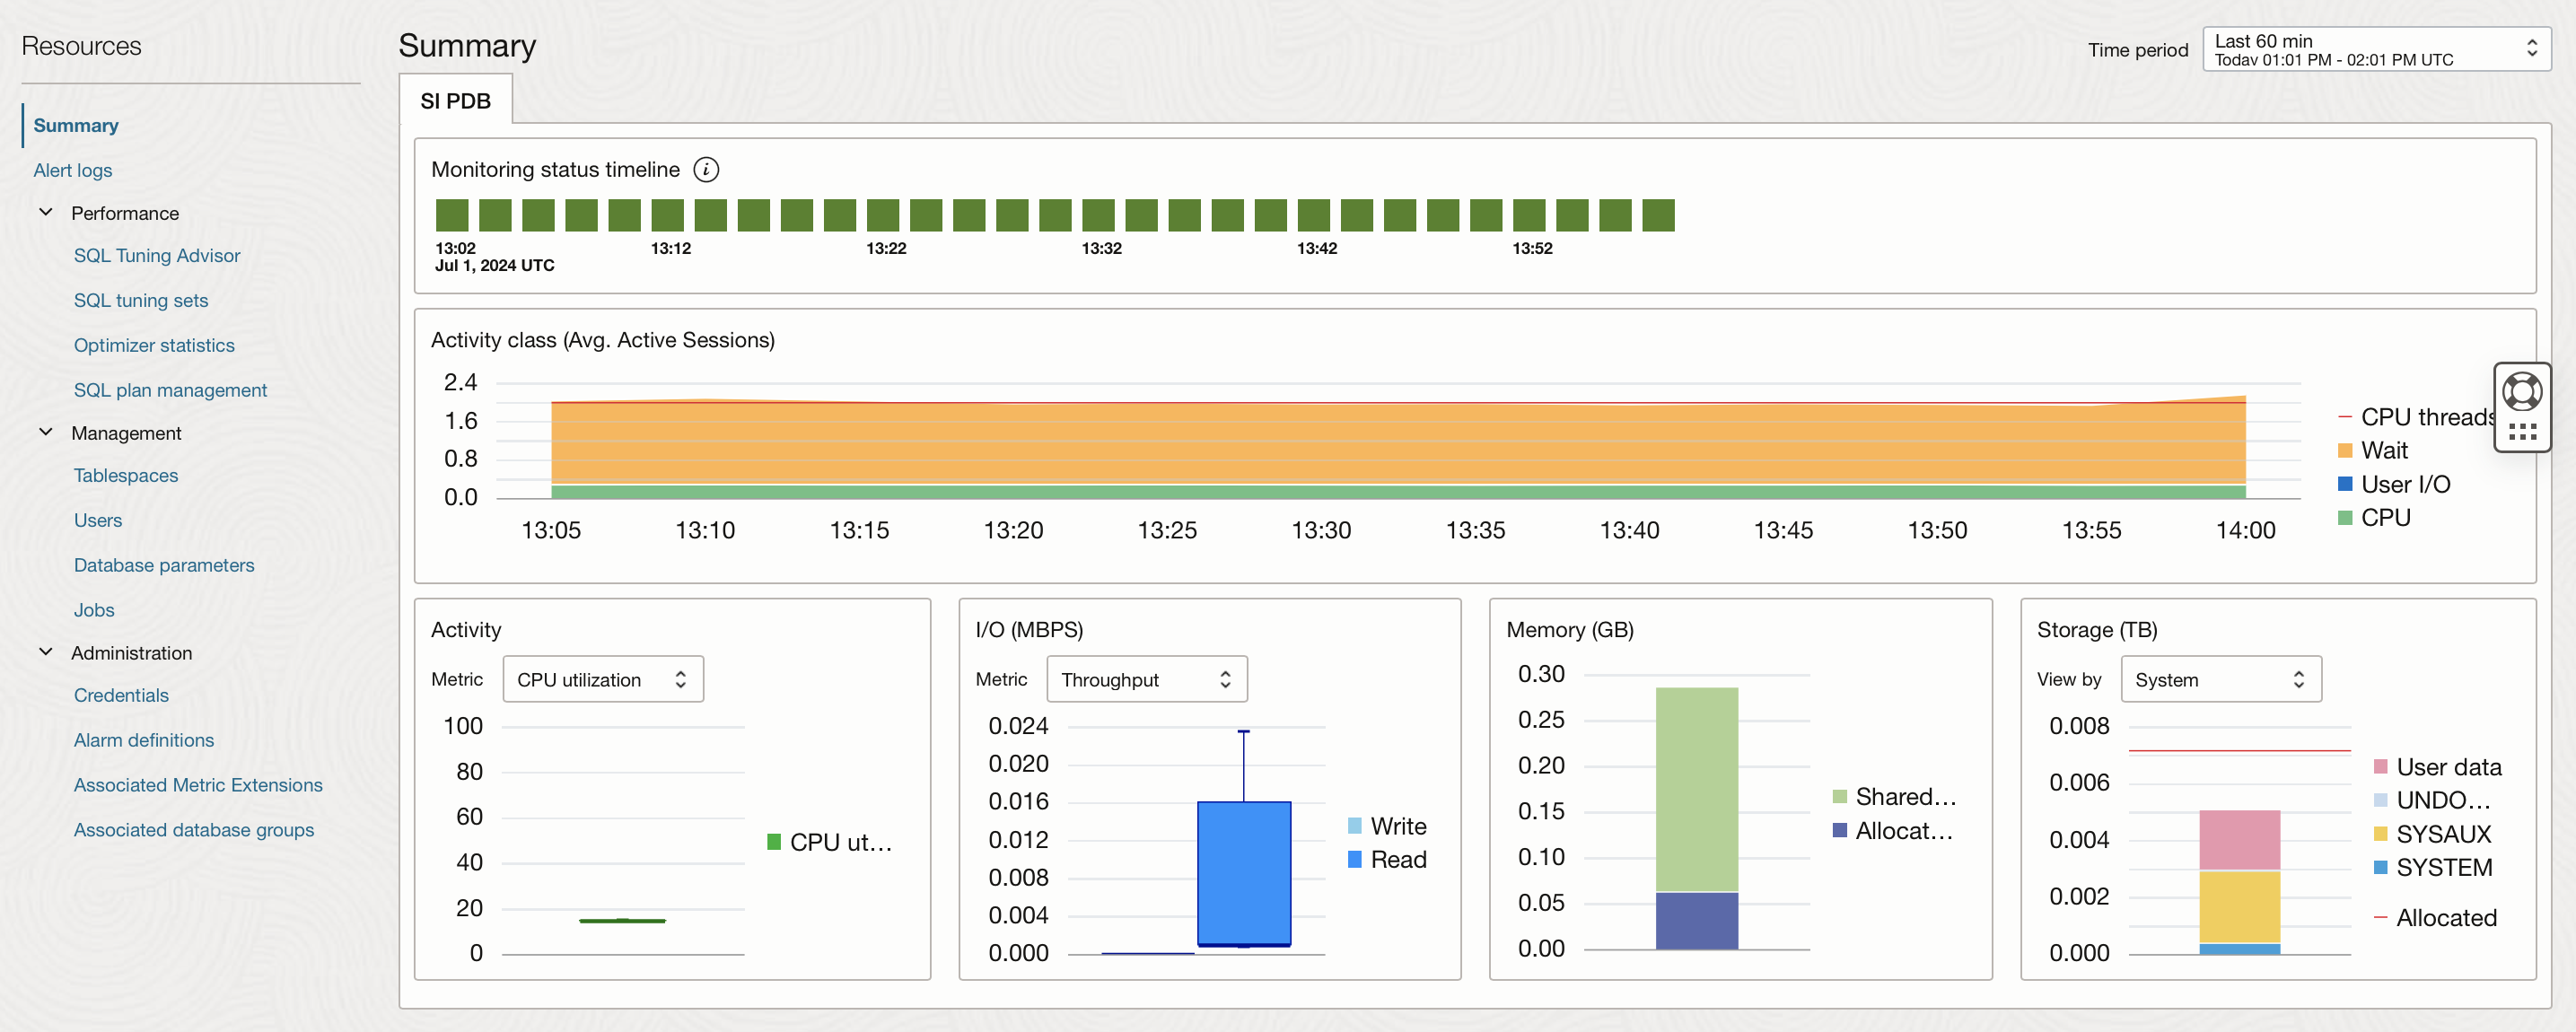 Resources
Summary
Alert logs
Performance
SQL Tuning Advisor
SQL tuning sets
Optimizer statistics
SQL plan management
Management
Tablespaces
Users
Database parameters
Jobs
Administration
Credentials
Alarm definitions
Associated Metric Extensions
Associated database groups
Summary
Time period
Last 60 min
Today 01:01 PM - 02:01 PM UTC
SI PDB
Monitoring status timeline i
13:02 13:12 13:22 13:32 13:42 13:52
Jul 1, 2024 UTC
Activity class (Avg. Active Sessions)
2.4
1.6
0.8
0.0
13:05 13:10 13:15 13:20 13:25 13:30 13:35 13:40 13:45 13:50 13:55 14:00
CPU threads
Wait
User I/O
CPU
Activity
Metric CPU utilization
100
80
60
40
20
0
CPU ut...
I/O (MBPS)
Metric Throughput
0.024
0.020
0.016
0.012
0.008
0.004
0.000
Write
Read
Memory (GB)
0.30
0.25
0.20
0.15
0.10
0.05
0.00
Shared...
Allocat...
Storage (TB)
View by System
0.008
0.006
0.004
0.002
0.000
User data
UNDO...
SYSAUX
SYSTEM
Allocated